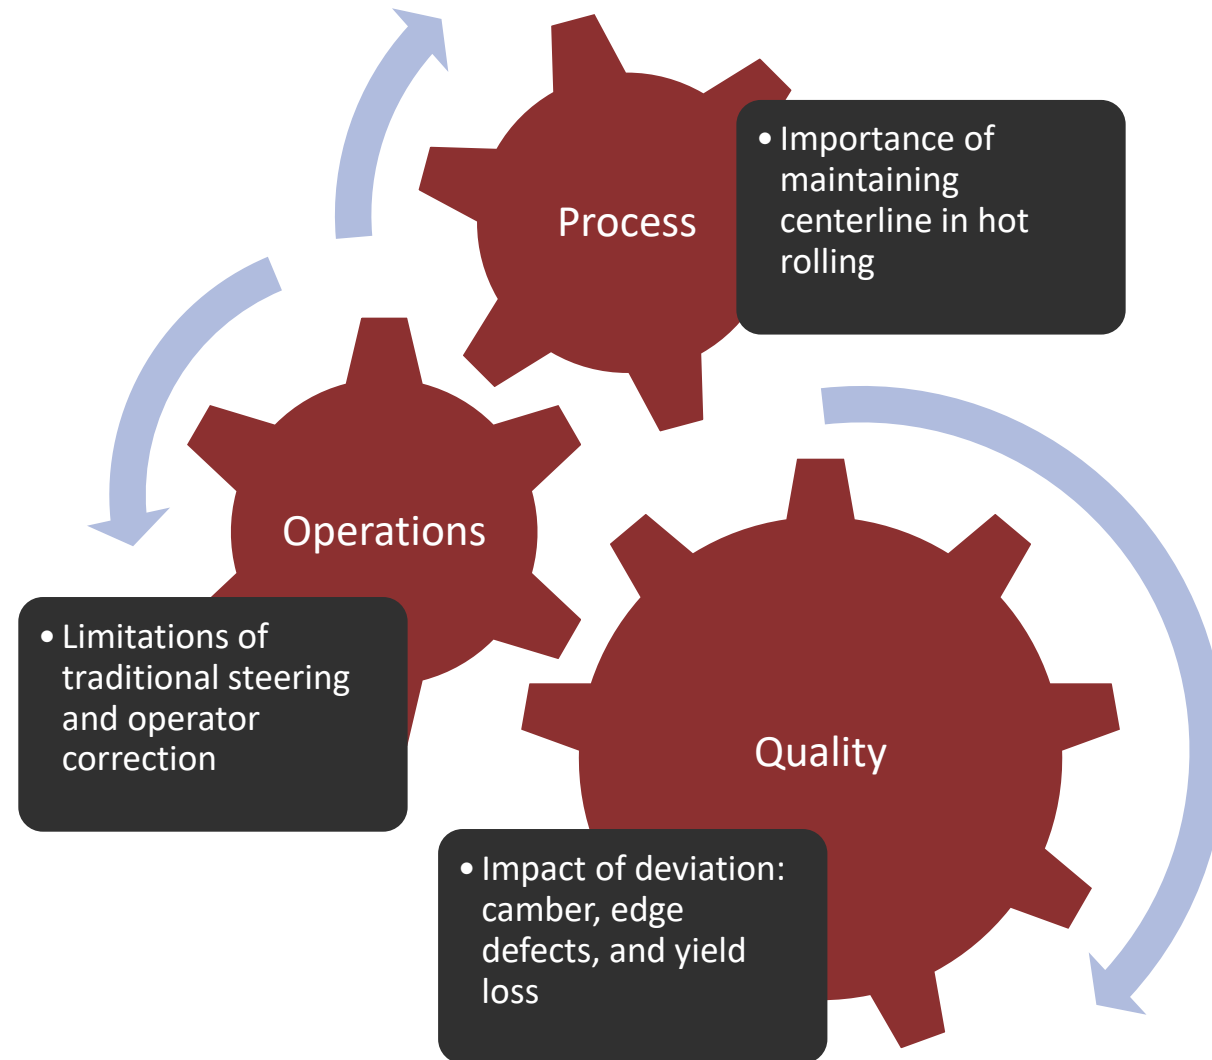 Process
• Importance of
maintaining
centerline in hot
rolling
Operations
• Limitations of
traditional steering
and operator
correction
Quality
• Impact of deviation:
camber, edge
defects, and yield
loss